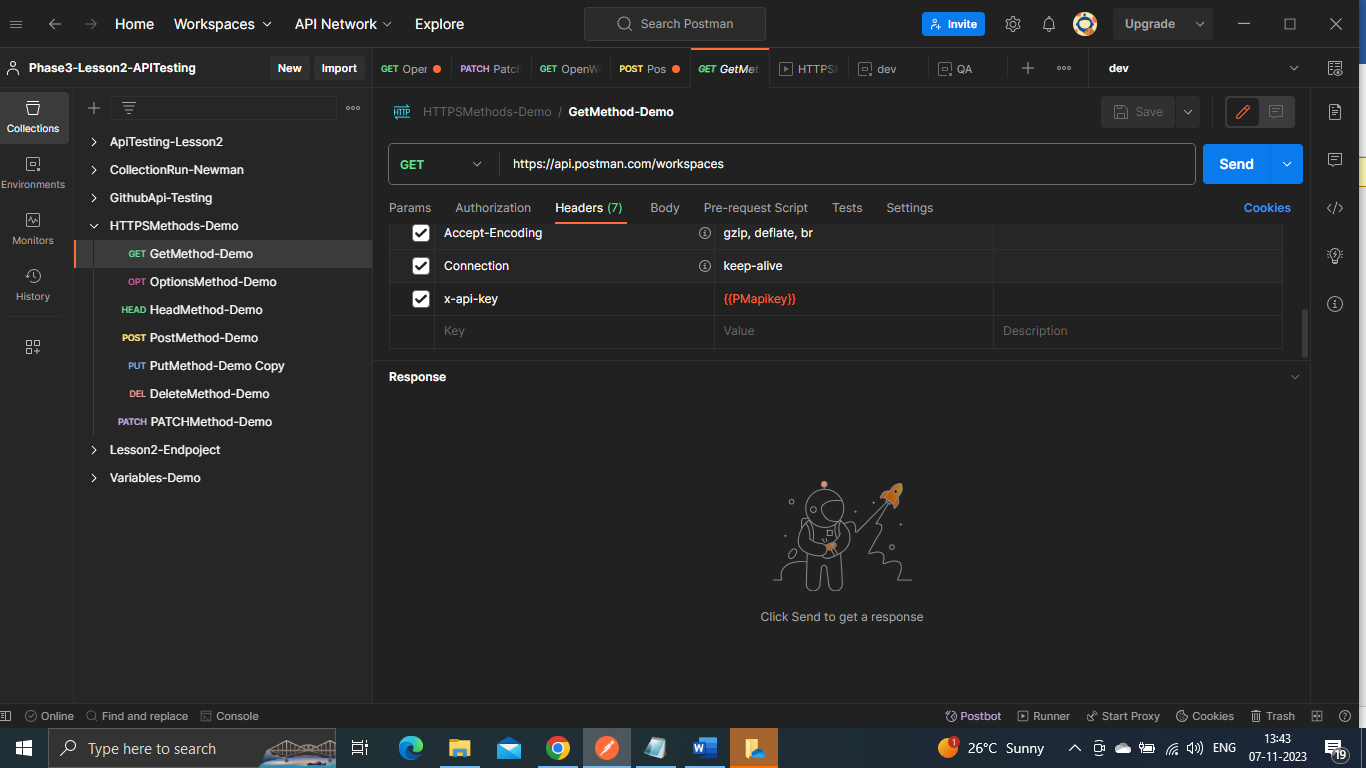 Home Workspaces API Network Explore Search Postman Invite Upgrade
Phase3-Lesson2-APITesting New Import GET Oper PATCH Patch GET OpenW POST Pos GET GetMet HTTPS dev QA dev
Collections
Environments
Monitors
History
ApiTesting-Lesson2
CollectionRun-Newman
GithubApi-Testing
HTTPSMethods-Demo
GET GetMethod-Demo
OPT OptionsMethod-Demo
HEAD HeadMethod-Demo
POST PostMethod-Demo
PUT PutMethod-Demo Copy
DEL DeleteMethod-Demo
PATCH PATCHMethod-Demo
Lesson2-Endpoject
Variables-Demo
HTTP HTTPSMethods-Demo / GetMethod-Demo Save
GET https://api.postman.com/workspaces Send
Params Authorization Headers (7) Body Pre-request Script Tests Settings Cookies
Accept-Encoding gzip, deflate, br
Connection keep-alive
x-api-key {{PMapikey}}
Key Value Description
Response
Click Send to get a response
Online Find and replace Console Postbot Runner Start Proxy Cookies Trash
Type here to search 1 26°C Sunny ENG 13:43
07-11-2023 19